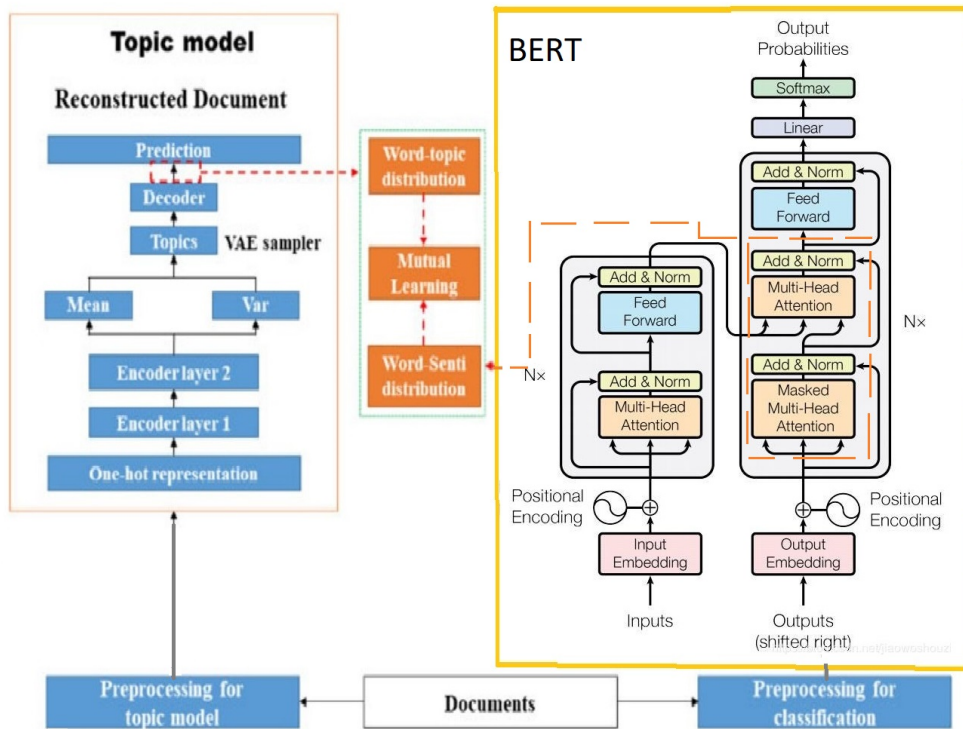 Topic model
Reconstructed Document
Prediction
Decoder
Topics
VAE sampler
Mean
Var
Encoder layer 2
Encoder layer 1
One-hot representation
Word-topic
distribution
Mutual
Learning
Word-Senti
distribution
BERT
Output
Probabilities
Softmax
Linear
Add & Norm
Feed
Forward
Add & Norm
Multi-Head
Attention
Add & Norm
Masked
Multi-Head
Attention
N×
Add & Norm
Feed
Forward
N×
Add & Norm
Multi-Head
Attention
Positional
Encoding
Positional
Encoding
Input
Embedding
Output
Embedding
Inputs
Outputs
(shifted right)
Preprocessing for
topic model
Documents
Preprocessing for
classification